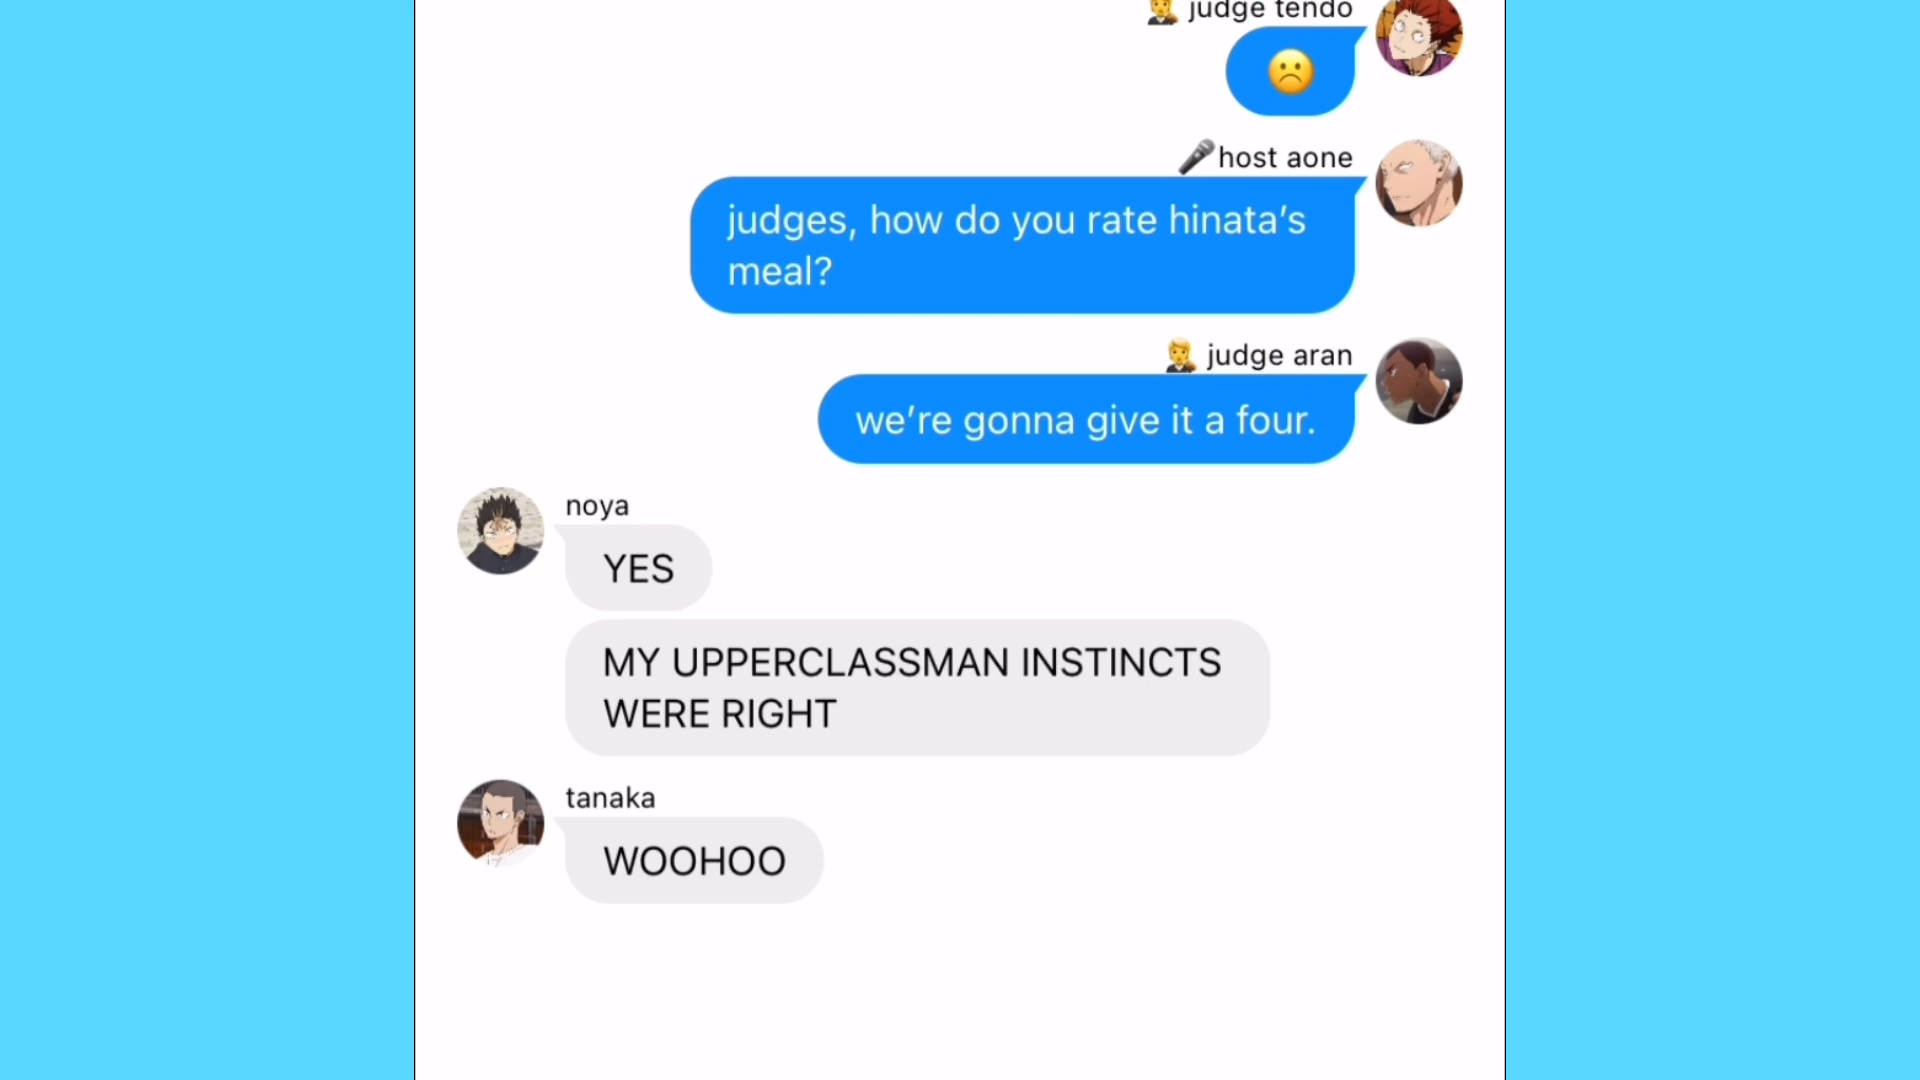 🧑‍⚖️ judge tendo
☹️
🎤host aone
judges, how do you rate hinata’s
meal?
🧑‍⚖️ judge aran
we’re gonna give it a four.
noya
YES
MY UPPERCLASSMAN INSTINCTS
WERE RIGHT
tanaka
WOOHOO